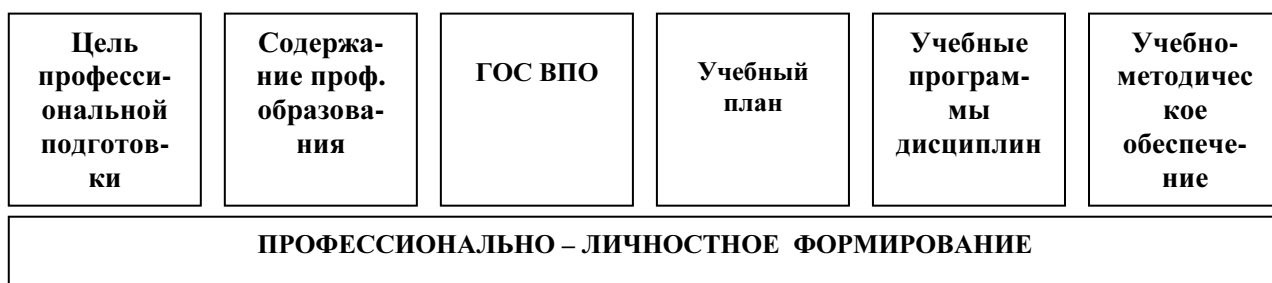 Цель
професси-
ональной
подготов-
ки
Содержа-
ние проф.
образова-
ния
ГОС ВПО
Учебный
план
Учебные
програм-
мы
дисциплин
Учебно-
методичес
кое
обеспече-
ние
ПРОФЕССИОНАЛЬНО – ЛИЧНОСТНОЕ ФОРМИРОВАНИЕ